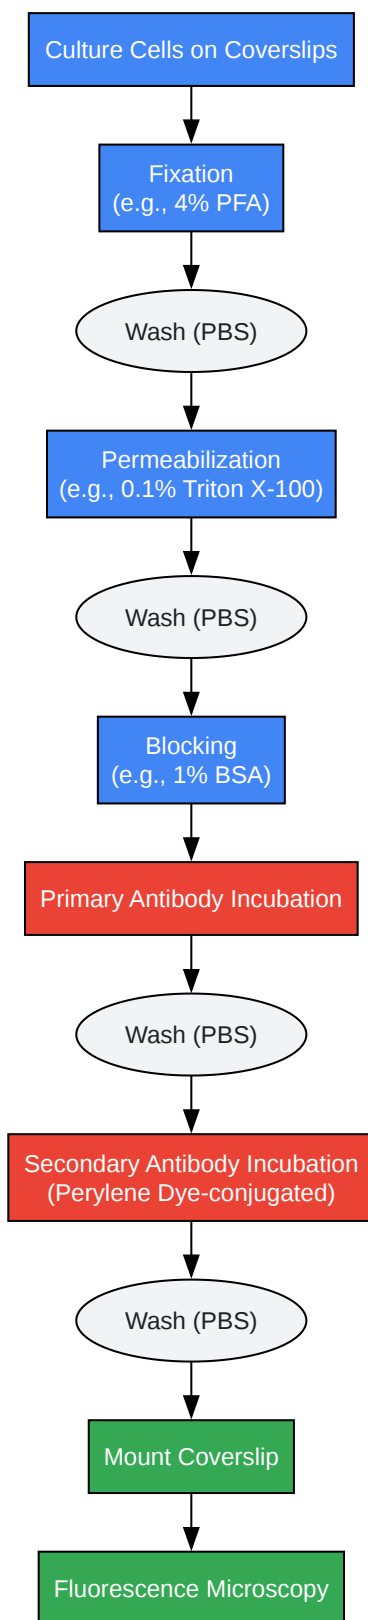 Culture Cells on Coverslips
Fixation
(e.g., 4% PFA)
Wash (PBS)
Permeabilization
(e.g., 0.1% Triton X-100)
Wash (PBS)
Blocking
(e.g., 1% BSA)
Primary Antibody Incubation
Wash (PBS)
Secondary Antibody Incubation
(Perylene Dye-conjugated)
Wash (PBS)
Mount Coverslip
Fluorescence Microscopy